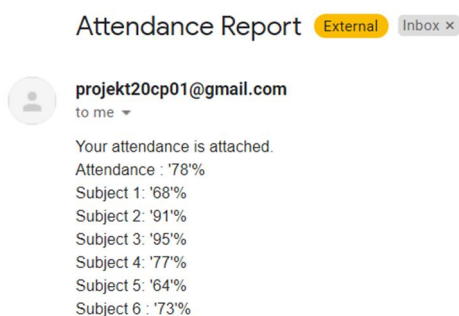 Attendance Report External Inbox ×
projekt20cp01@gmail.com
to me
Your attendance is attached.
Attendance : '78'%
Subject 1: '68'%
Subject 2: '91'%
Subject 3: '95'%
Subject 4: '77'%
Subject 5: '64'%
Subject 6 : '73'%